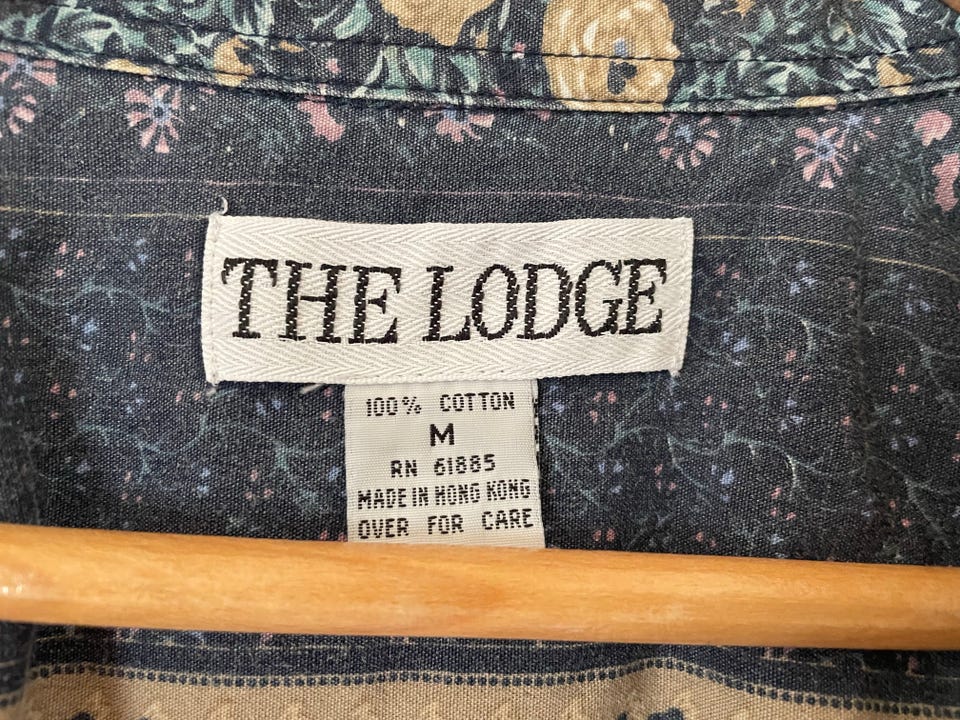 THE LODGE
100% COTTON
M
RN 61885
MADE IN HONG KONG
OVER FOR CARE